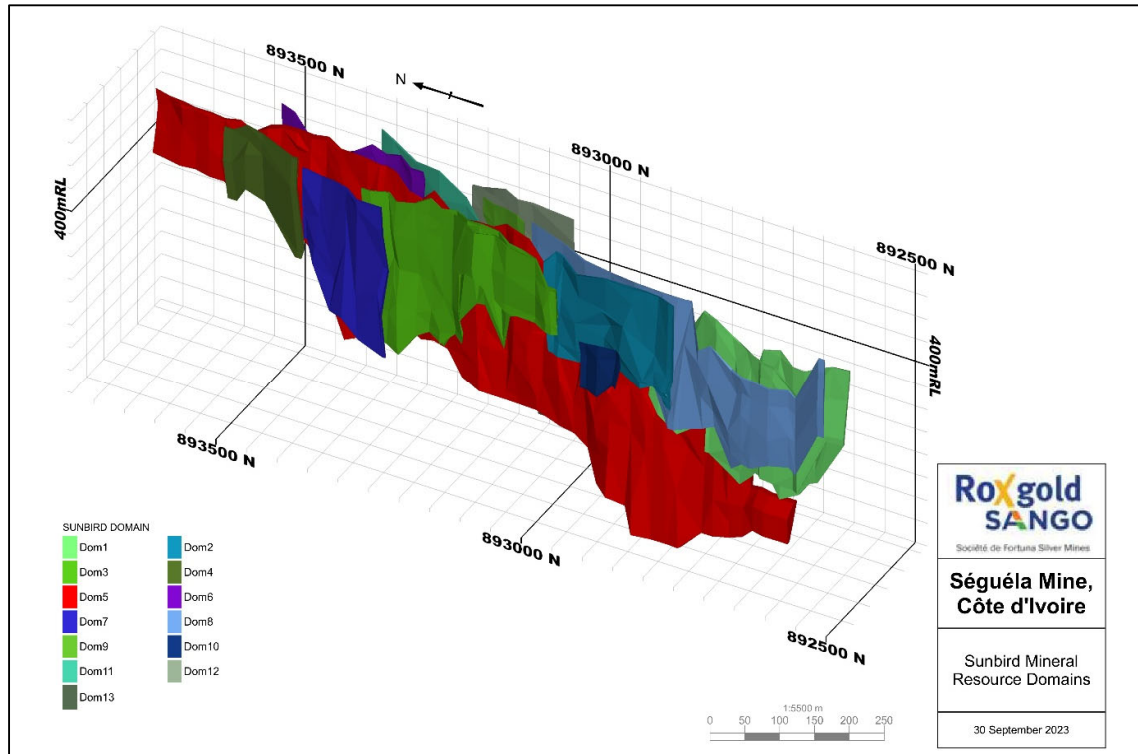 893500 N
N
893000 N
892500 N
400mRL
400mRL
893500 N
893000 N
892500 N
SUNBIRD DOMAIN
Dom1
Dom2
Dom3
Dom4
Dom5
Dom6
Dom7
Dom8
Dom9
Dom10
Dom11
Dom12
Dom13
1:5500 m
0 50 100 150 200 250
Roxgold
SANGO
Société de Fortuna Silver Mines
Séguéla Mine,
Côte d'Ivoire
Sunbird Mineral
Resource Domains
30 September 2023